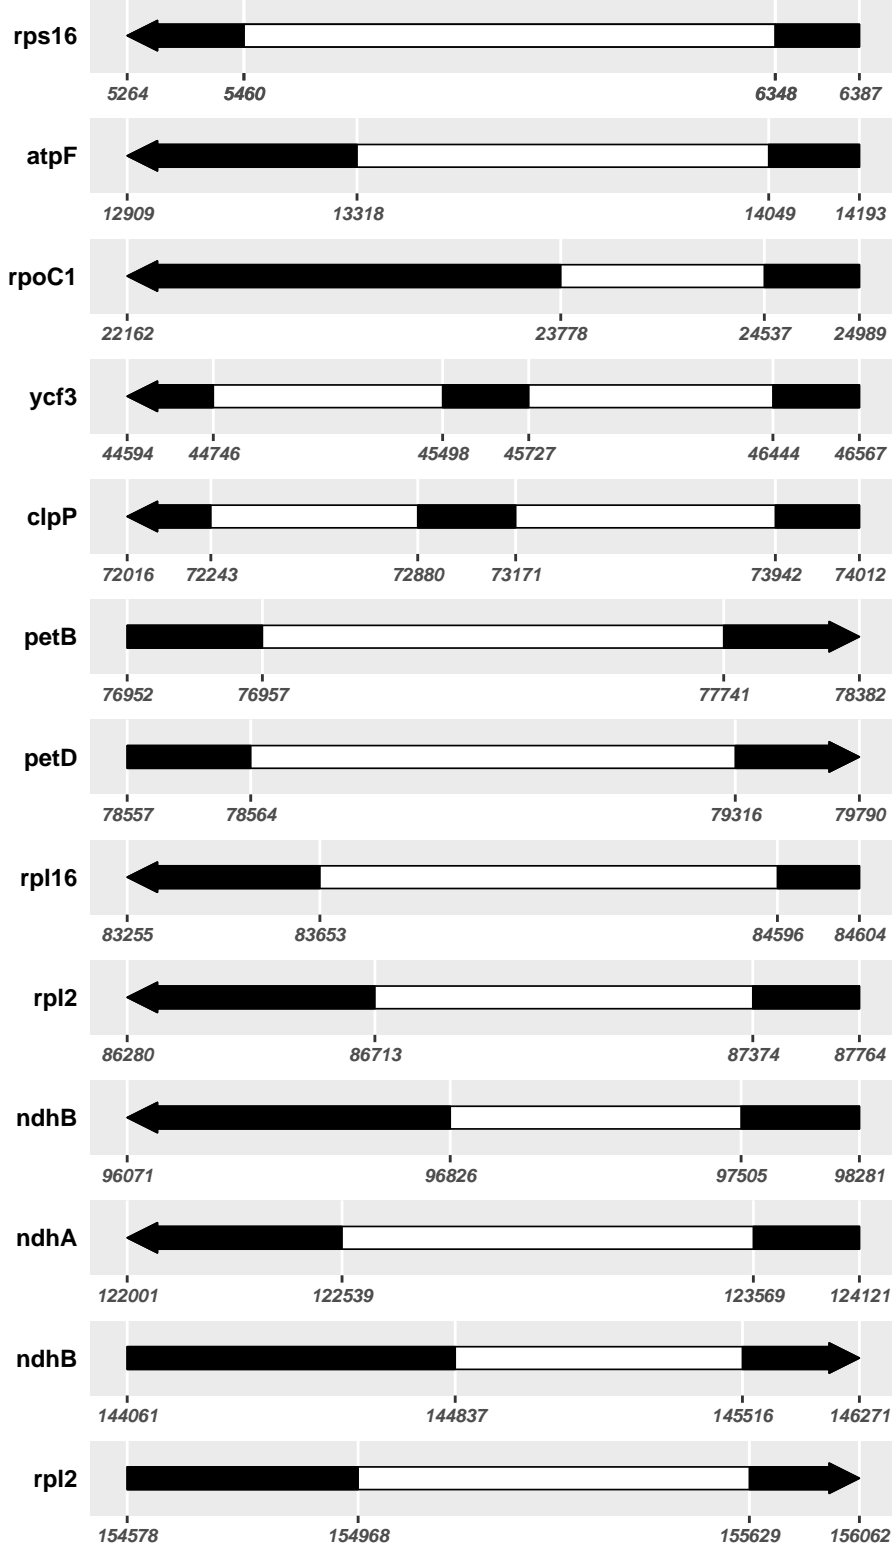 rps16
5264 5460 6348 6387
atpF
12909 13318 14049 14193
rpoC1
22162 23778 24537 24989
ycf3
44594 44746 45498 45727 46444 46567
clpP
72016 72243 72880 73171 73942 74012
petB
76952 76957 77741 78382
petD
78557 78564 79316 79790
rpl16
83255 83653 84596 84604
rpl2
86280 86713 87374 87764
ndhB
96071 96826 97505 98281
ndhA
122001 122539 123569 124121
ndhB
144061 144837 145516 146271
rpl2
154578 154968 155629 156062